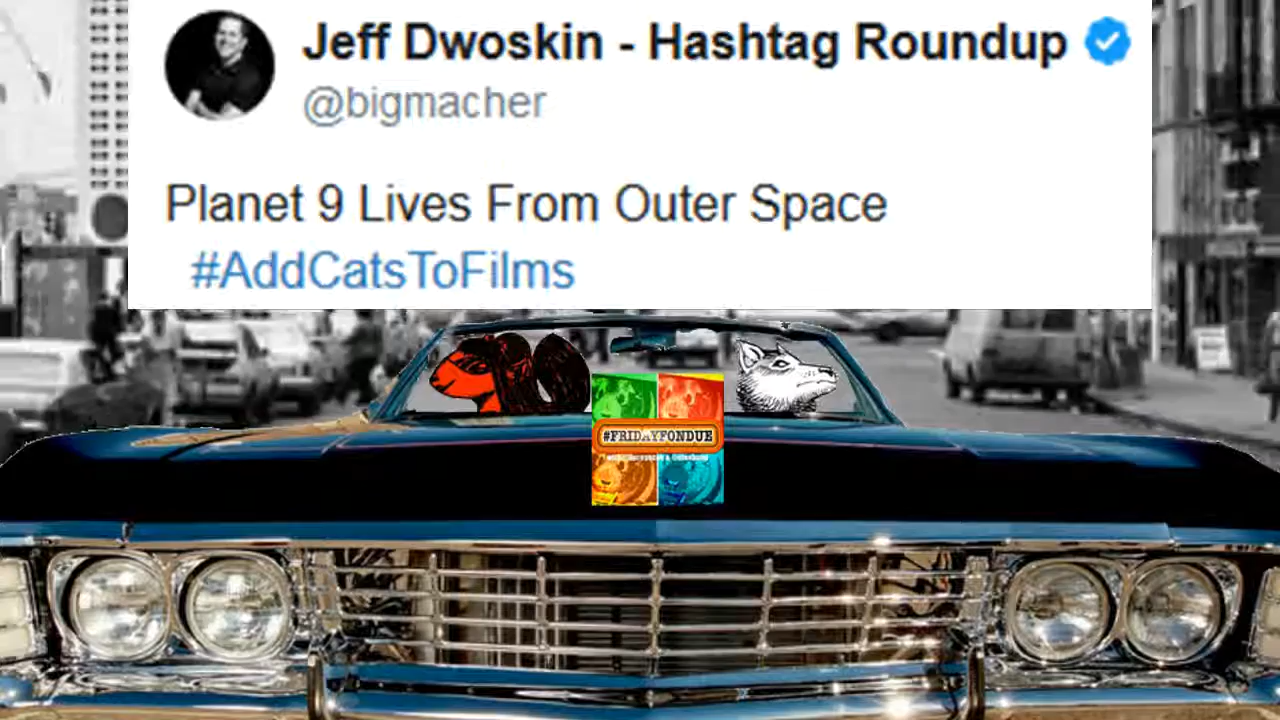 Jeff Dwoskin - Hashtag Roundup
@bigmacher
Planet 9 Lives From Outer Space
#AddCatsToFilms
#FRIDAYFONDUE